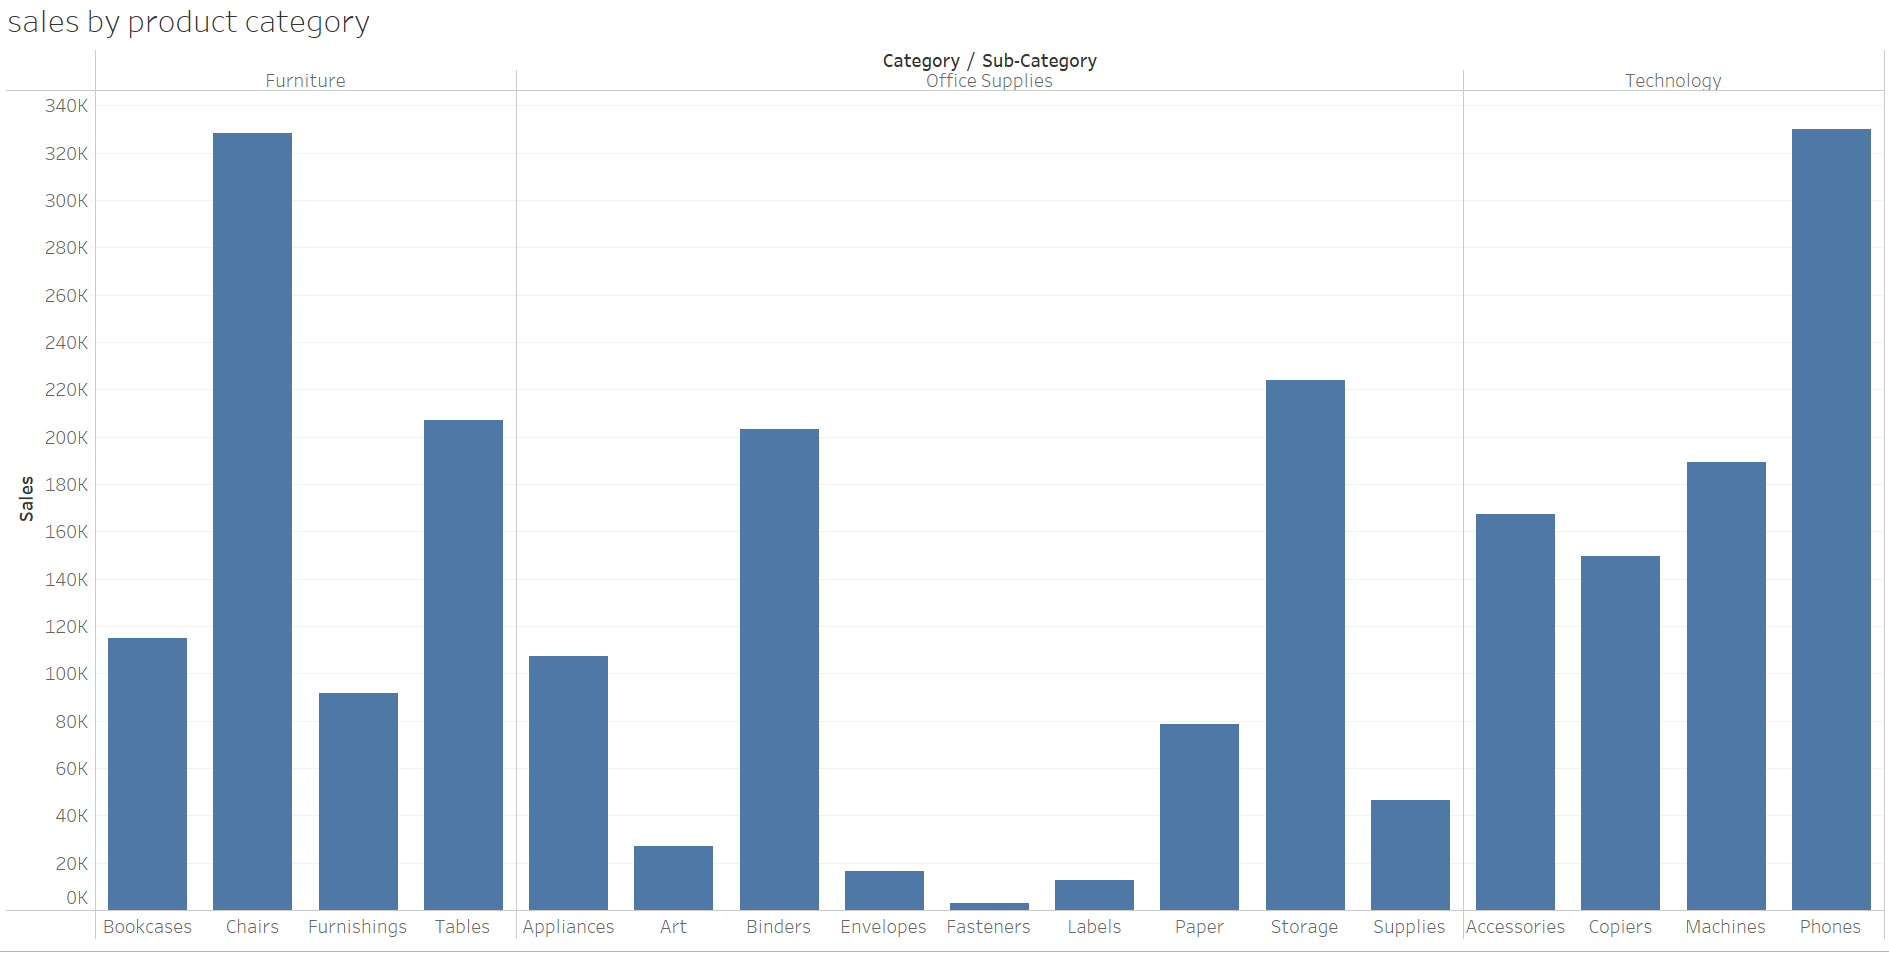 sales by product category
Category / Sub-Category
Furniture Office Supplies Technology
340K
320K
300K
280K
260K
240K
220K
200K
180K
160K
140K
120K
100K
80K
60K
40K
20K
0K
Sales
Bookcases Chairs Furnishings Tables Appliances Art Binders Envelopes Fasteners Labels Paper Storage Supplies Accessories Copiers Machines Phones